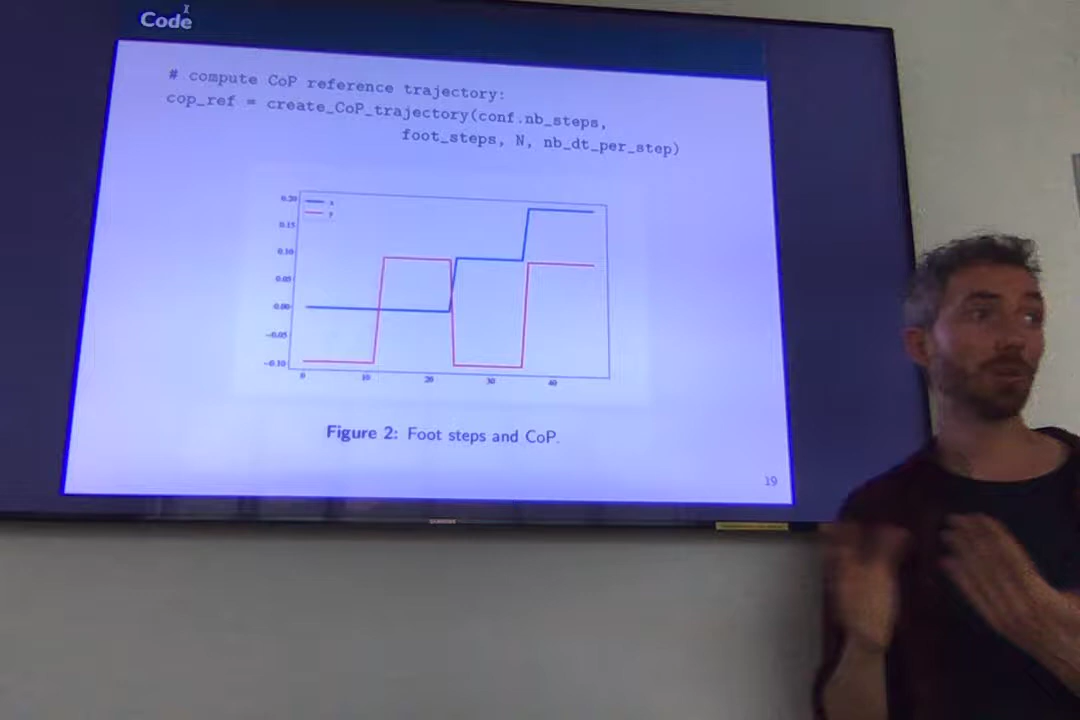 Code
# compute CoP reference trajectory:
cop_ref = create_CoP_trajectory(conf.nb_steps,
foot_steps, N, nb_dt_per_step)
0.20
x
y
0.15
0.10
0.05
0.00
-0.05
-0.10
0 10 20 30 40
Figure 2: Foot steps and CoP.
19
SAMSUNG